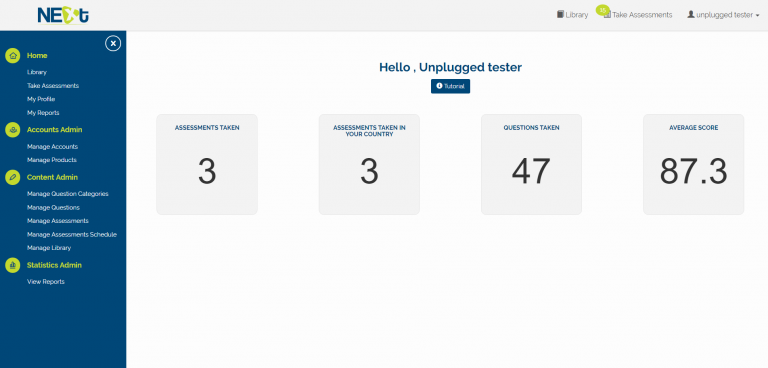 NEXt
Library
Take Assessments
unplugged tester
Home
Library
Take Assessments
My Profile
My Reports
Accounts Admin
Manage Accounts
Manage Products
Content Admin
Manage Question Categories
Manage Questions
Manage Assessments
Manage Assessments Schedule
Manage Library
Statistics Admin
View Reports
Hello , Unplugged tester
Tutorial
ASSESSMENTS TAKEN
3
ASSESSMENTS TAKEN IN
YOUR COUNTRY
3
QUESTIONS TAKEN
47
AVERAGE SCORE
87.3